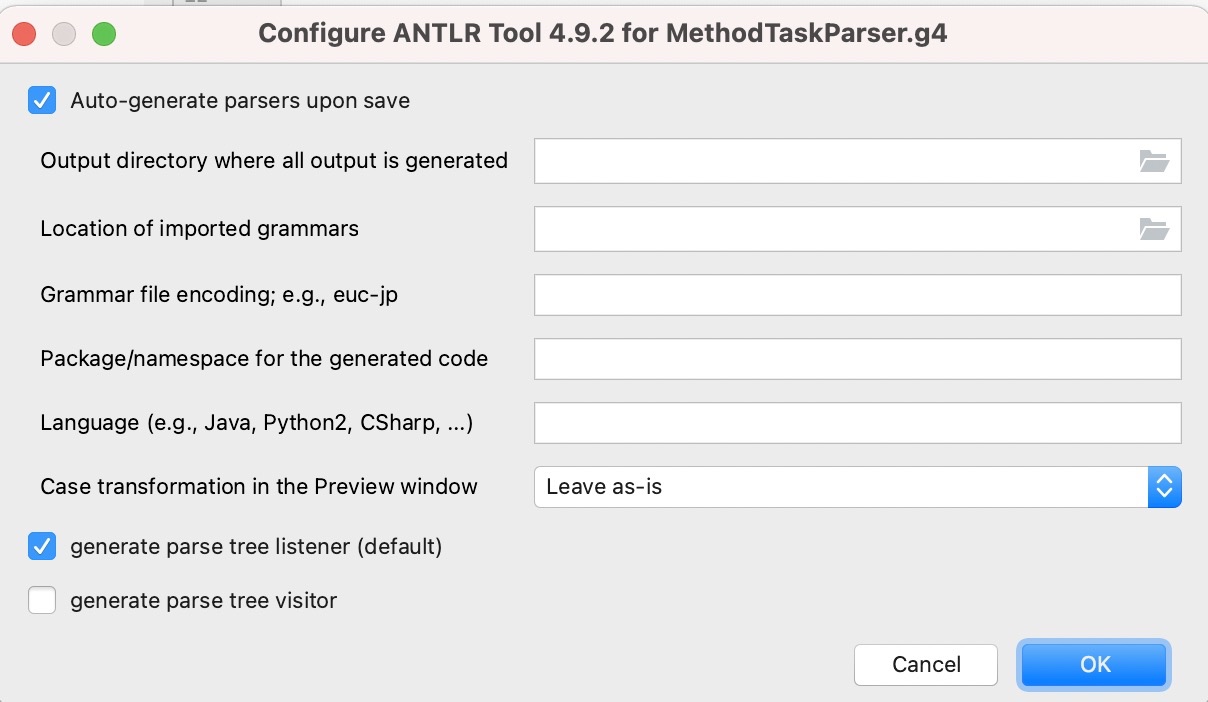 Configure ANTLR Tool 4.9.2 for MethodTaskParser.g4
Auto-generate parsers upon save
Output directory where all output is generated
Location of imported grammars
Grammar file encoding; e.g., euc-jp
Package/namespace for the generated code
Language (e.g., Java, Python2, CSharp, ...)
Case transformation in the Preview window
Leave as-is
generate parse tree listener (default)
generate parse tree visitor
Cancel
OK